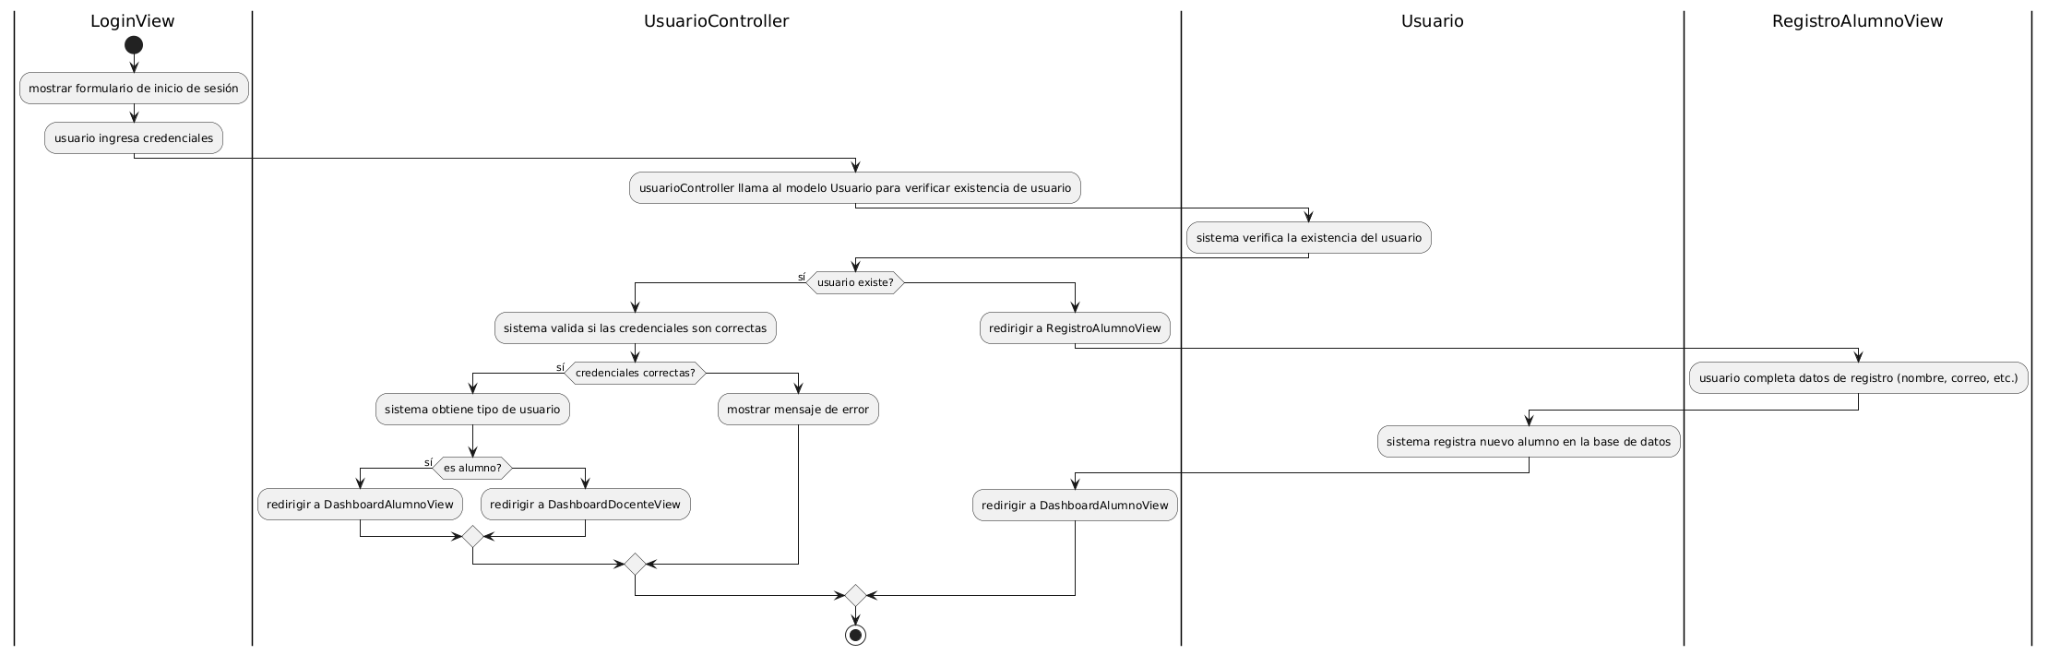 LoginView
UsuarioController
Usuario
RegistroAlumnoView
mostrar formulario de inicio de sesión
usuario ingresa credenciales
usuarioController llama al modelo Usuario para verificar existencia de usuario
sistema verifica la existencia del usuario
sí
usuario existe?
sistema valida si las credenciales son correctas
redirigir a RegistroAlumnoView
sí
credenciales correctas?
usuario completa datos de registro (nombre, correo, etc.)
sistema obtiene tipo de usuario
mostrar mensaje de error
sistema registra nuevo alumno en la base de datos
sí
es alumno?
redirigir a DashboardAlumnoView
redirigir a DashboardDocenteView
redirigir a DashboardAlumnoView